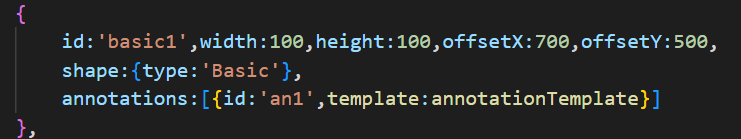 {
id:'basic1',width:100,height:100,offsetX:700,offsetY:500,
shape:{type:'Basic'},
annotations:[{id:'an1',template:annotationTemplate}]
},